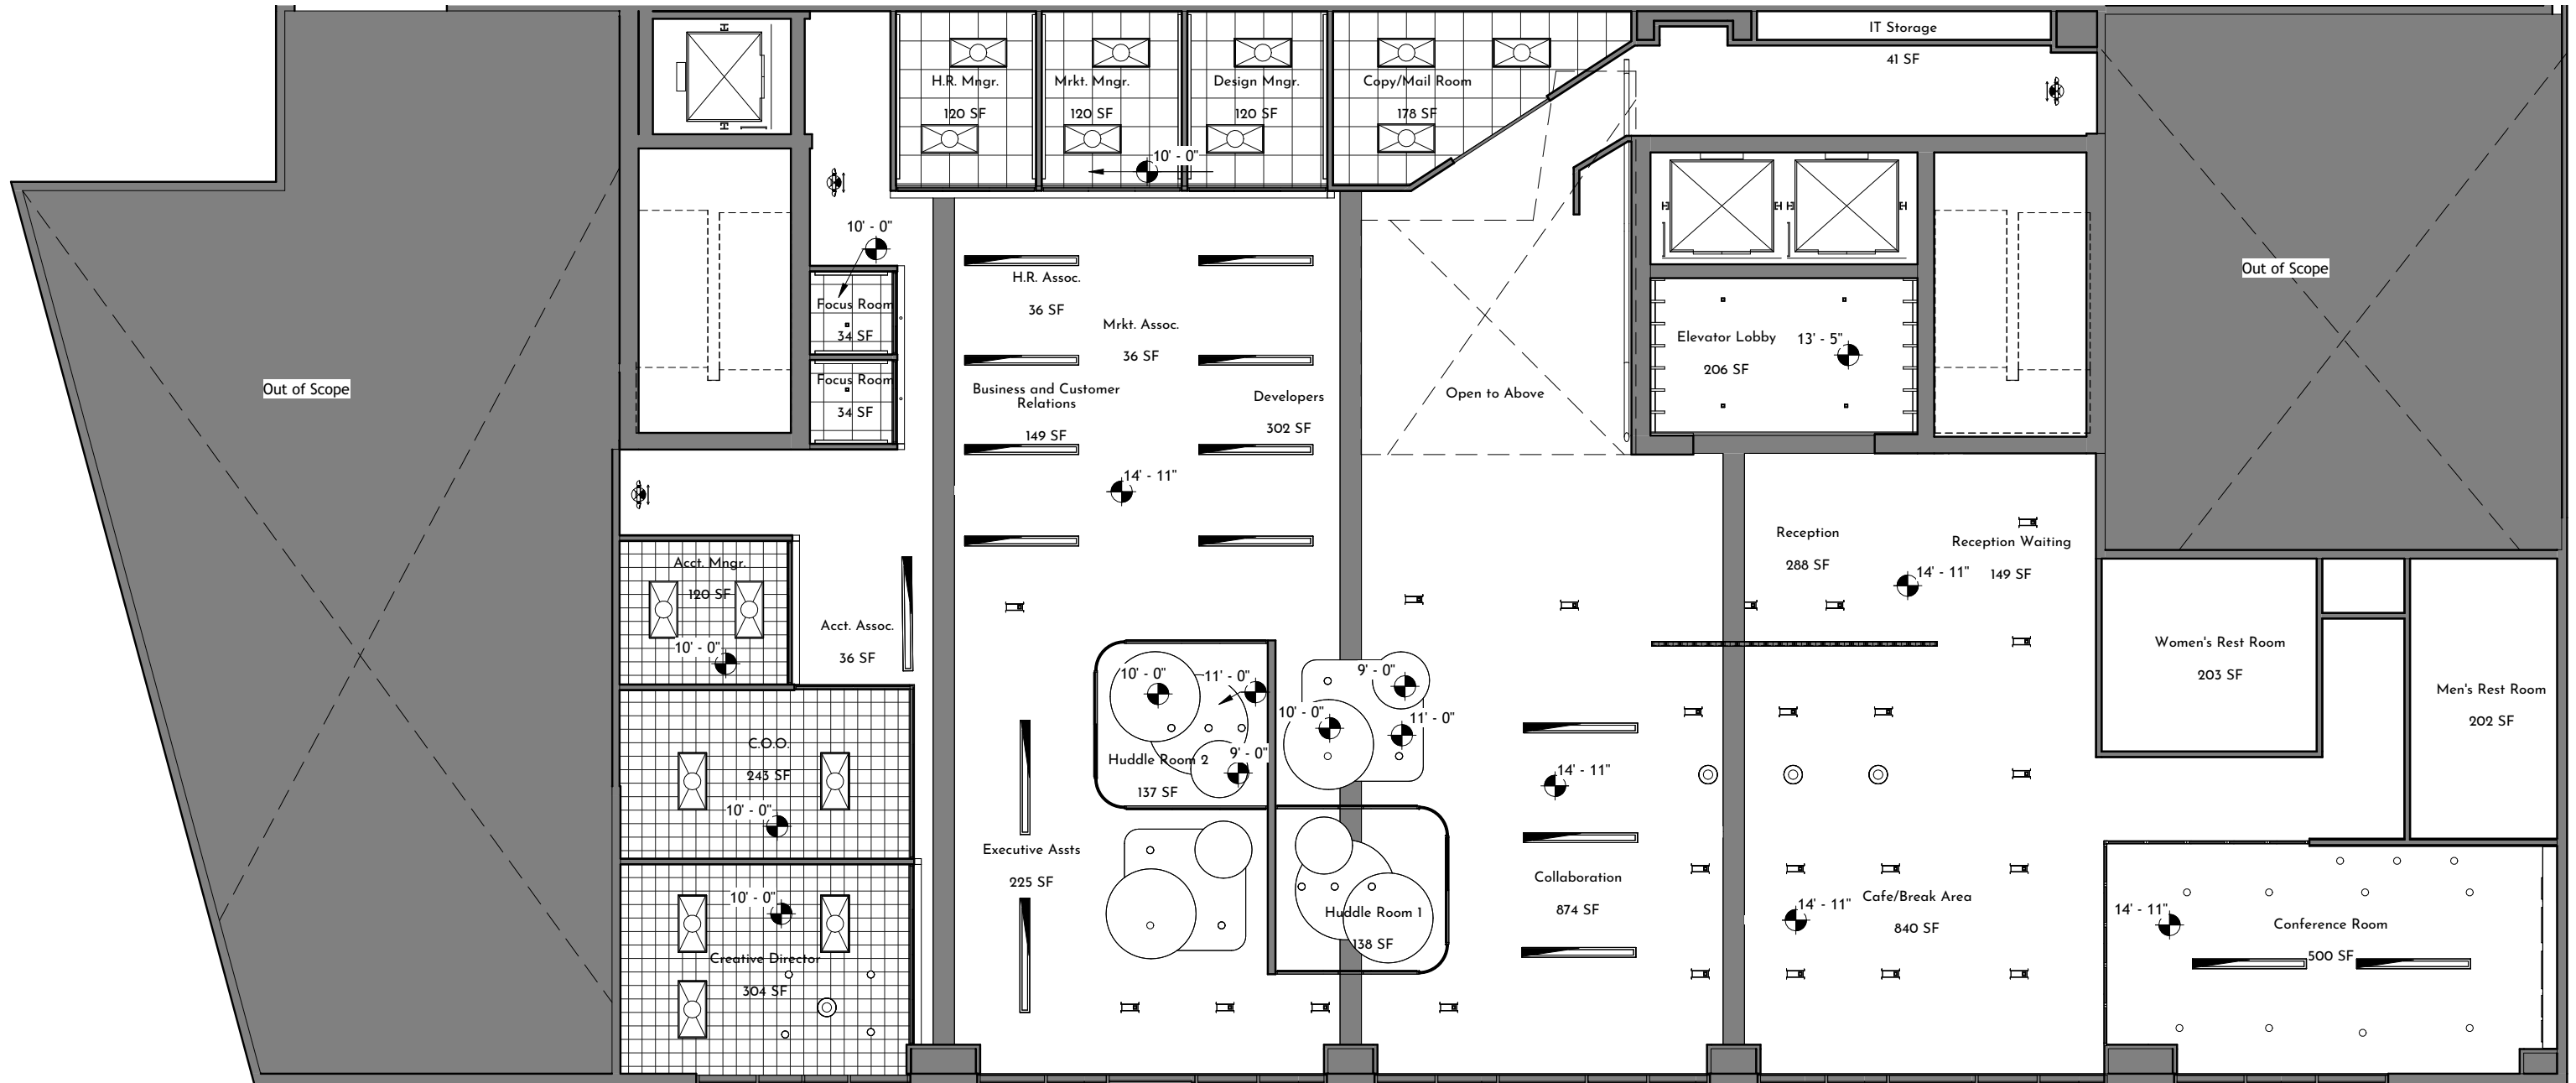 IT Storage
41 SF
H.R. Mngr.
120 SF
Mrkt. Mngr.
120 SF
Design Mngr.
120 SF
Copy/Mail Room
178 SF
10' - 0"
10' - 0"
Focus Room
34 SF
Focus Room
34 SF
Out of Scope
Out of Scope
H.R. Assoc.
36 SF
Mrkt. Assoc.
36 SF
Business and Customer
Relations
149 SF
Developers
302 SF
14' - 11"
Open to Above
Elevator Lobby
206 SF
13' - 5"
Reception
288 SF
Reception Waiting
149 SF
14' - 11"
Acct. Mngr.
120 SF
10' - 0"
Acct. Assoc.
36 SF
Women's Rest Room
203 SF
Men's Rest Room
202 SF
C.O.O.
243 SF
10' - 0"
10' - 0"
11' - 0"
9' - 0"
Huddle Room 2
137 SF
9' - 0"
10' - 0"
11' - 0"
14' - 11"
Executive Assts
225 SF
Huddle Room 1
138 SF
Collaboration
874 SF
14' - 11"
Cafe/Break Area
840 SF
14' - 11"
Conference Room
500 SF
10' - 0"
Creative Director
304 SF